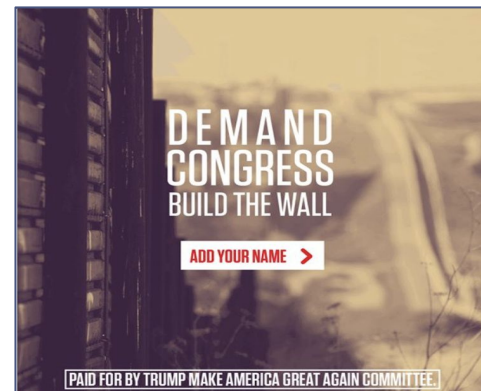 DEMAND
CONGRESS
BUILD THE WALL
ADD YOUR NAME >
PAID FOR BY TRUMP MAKE AMERICA GREAT AGAIN COMMITTEE.